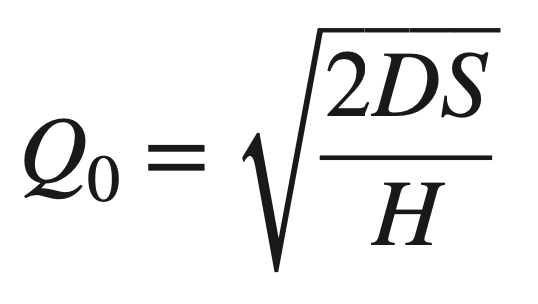 Q₀ = √(2DS/H)